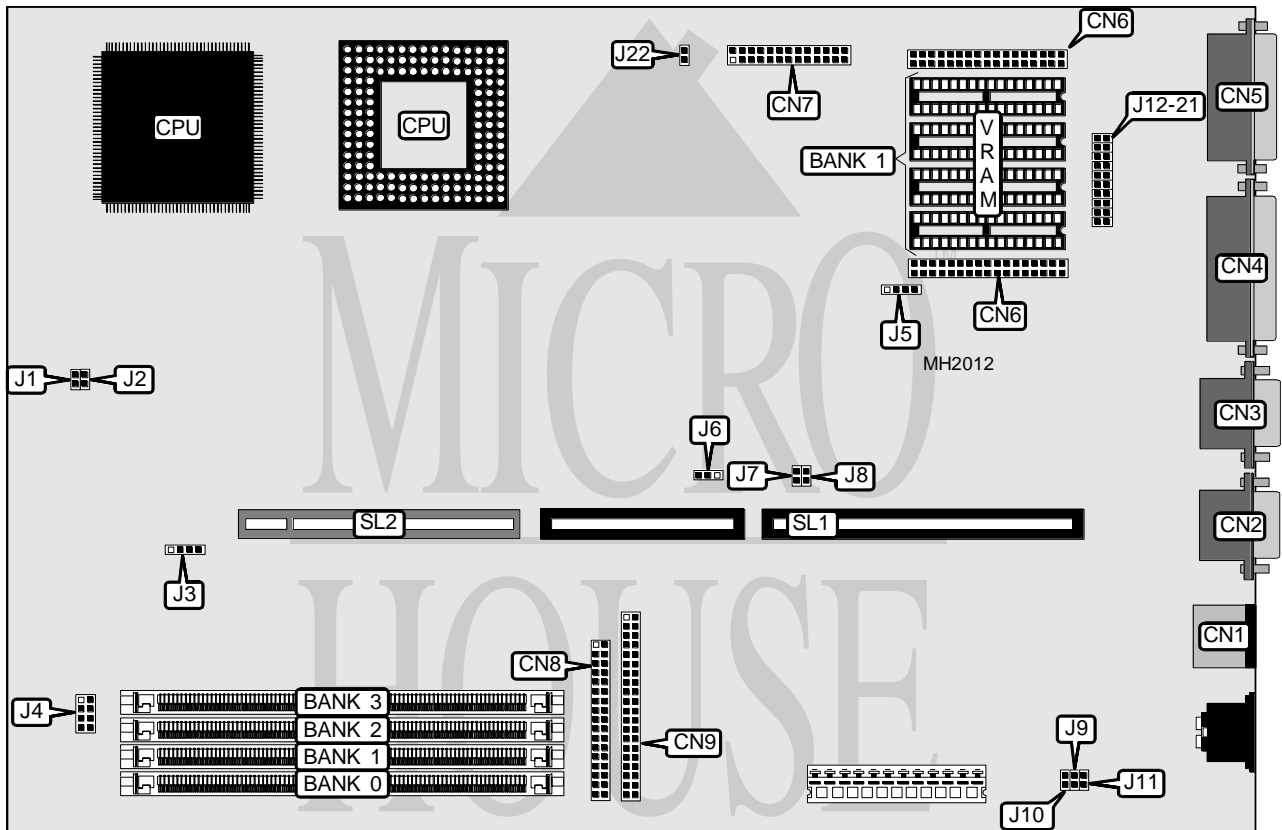 CN6
J22
CN7
CN5
J12-21
CPU
CPU
VRAM
BANK 1
CN4
TM
CN6
J5
MH2012
J1
J2
CN3
J6
J7
J8
SL2
SL1
CN2
J3
MICRO
HOUSE
CN1
CN8
J4
BANK 3
BANK 2
BANK 1
BANK 0
CN9
J9
J11
J10